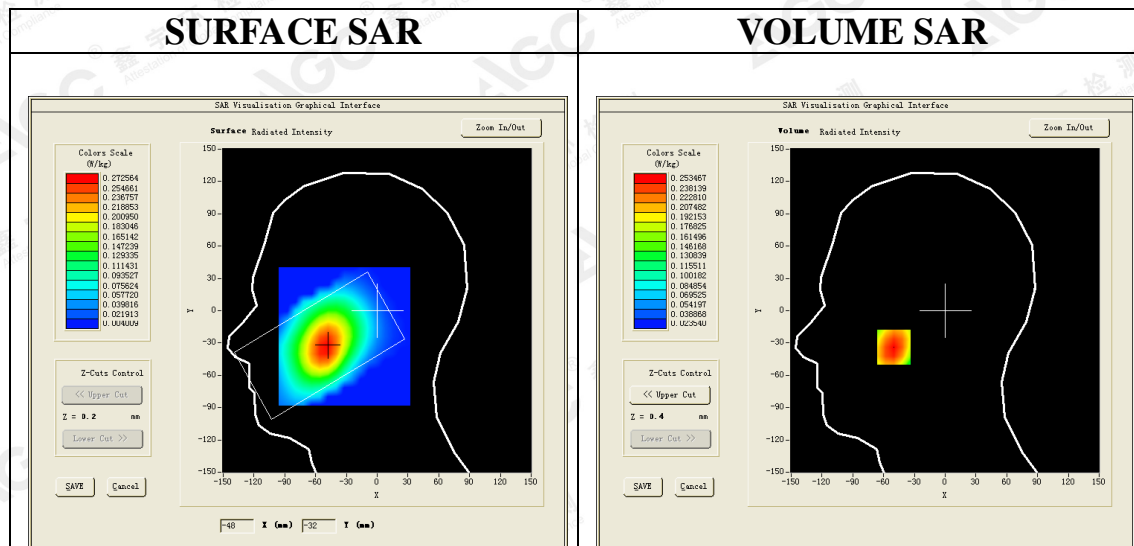 SURFACE SAR
VOLUME SAR
SAR Visualisation Graphical Interface
Surface Radiated Intensity
Zoom In/Out
Colors Scale
(W/kg)
0.272564
0.254661
0.236757
0.218853
0.200950
0.183046
0.165142
0.147239
0.129335
0.111431
0.093527
0.075624
0.057720
0.039816
0.021913
0.004009
Z-Cuts Control
<< Upper Cut
Z = 0.2 mm
Lower Cut >>
SAVE
Cancel
150
120
90
60
30
0
-30
-60
-90
-120
-150
Y
-150 -120 -90 -60 -30 0 30 60 90 120 150
X
-48 X (mm) -32 Y (mm)
SAR Visualisation Graphical Interface
Volume Radiated Intensity
Zoom In/Out
Colors Scale
(W/kg)
0.253467
0.238139
0.222810
0.207482
0.192153
0.176825
0.161496
0.146168
0.130839
0.115511
0.100182
0.084854
0.069525
0.054197
0.038868
0.023540
Z-Cuts Control
<< Upper Cut
Z = 0.4 mm
Lower Cut >>
SAVE
Cancel
150
120
90
60
30
0
-30
-60
-90
-120
-150
Y
-150 -120 -90 -60 -30 0 30 60 90 120 150
X
AGC